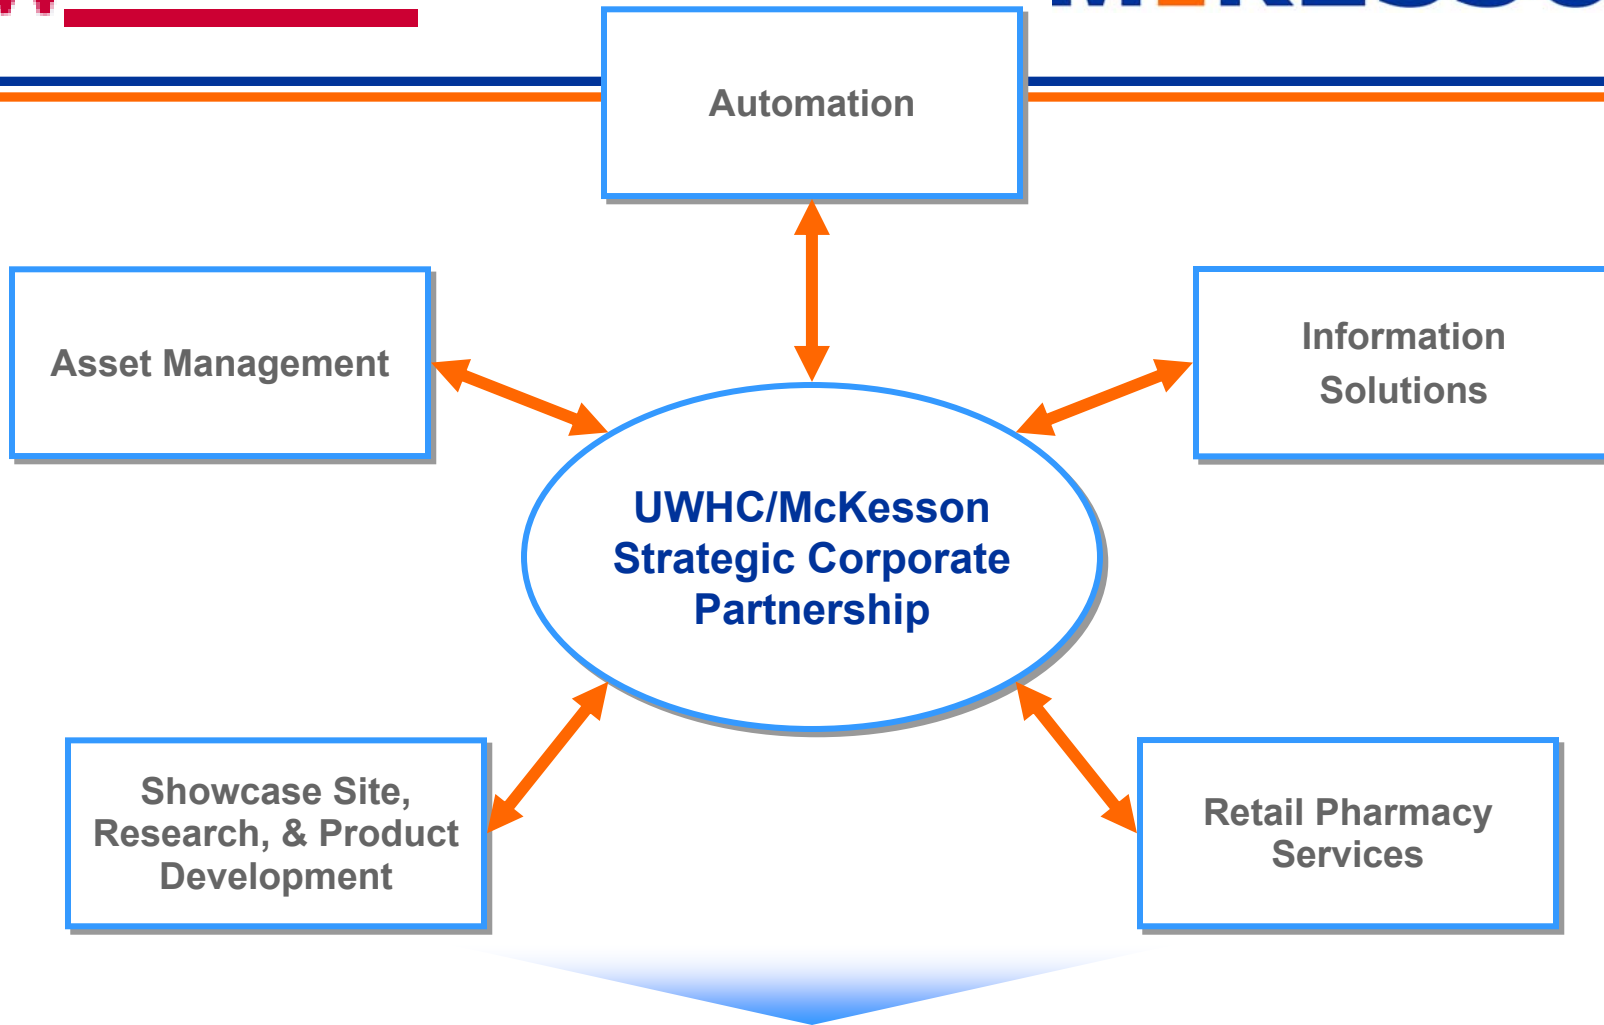 Automation
Asset Management
Information
Solutions
UWHC/McKesson
Strategic Corporate
Partnership
Showcase Site,
Research, & Product
Development
Retail Pharmacy
Services